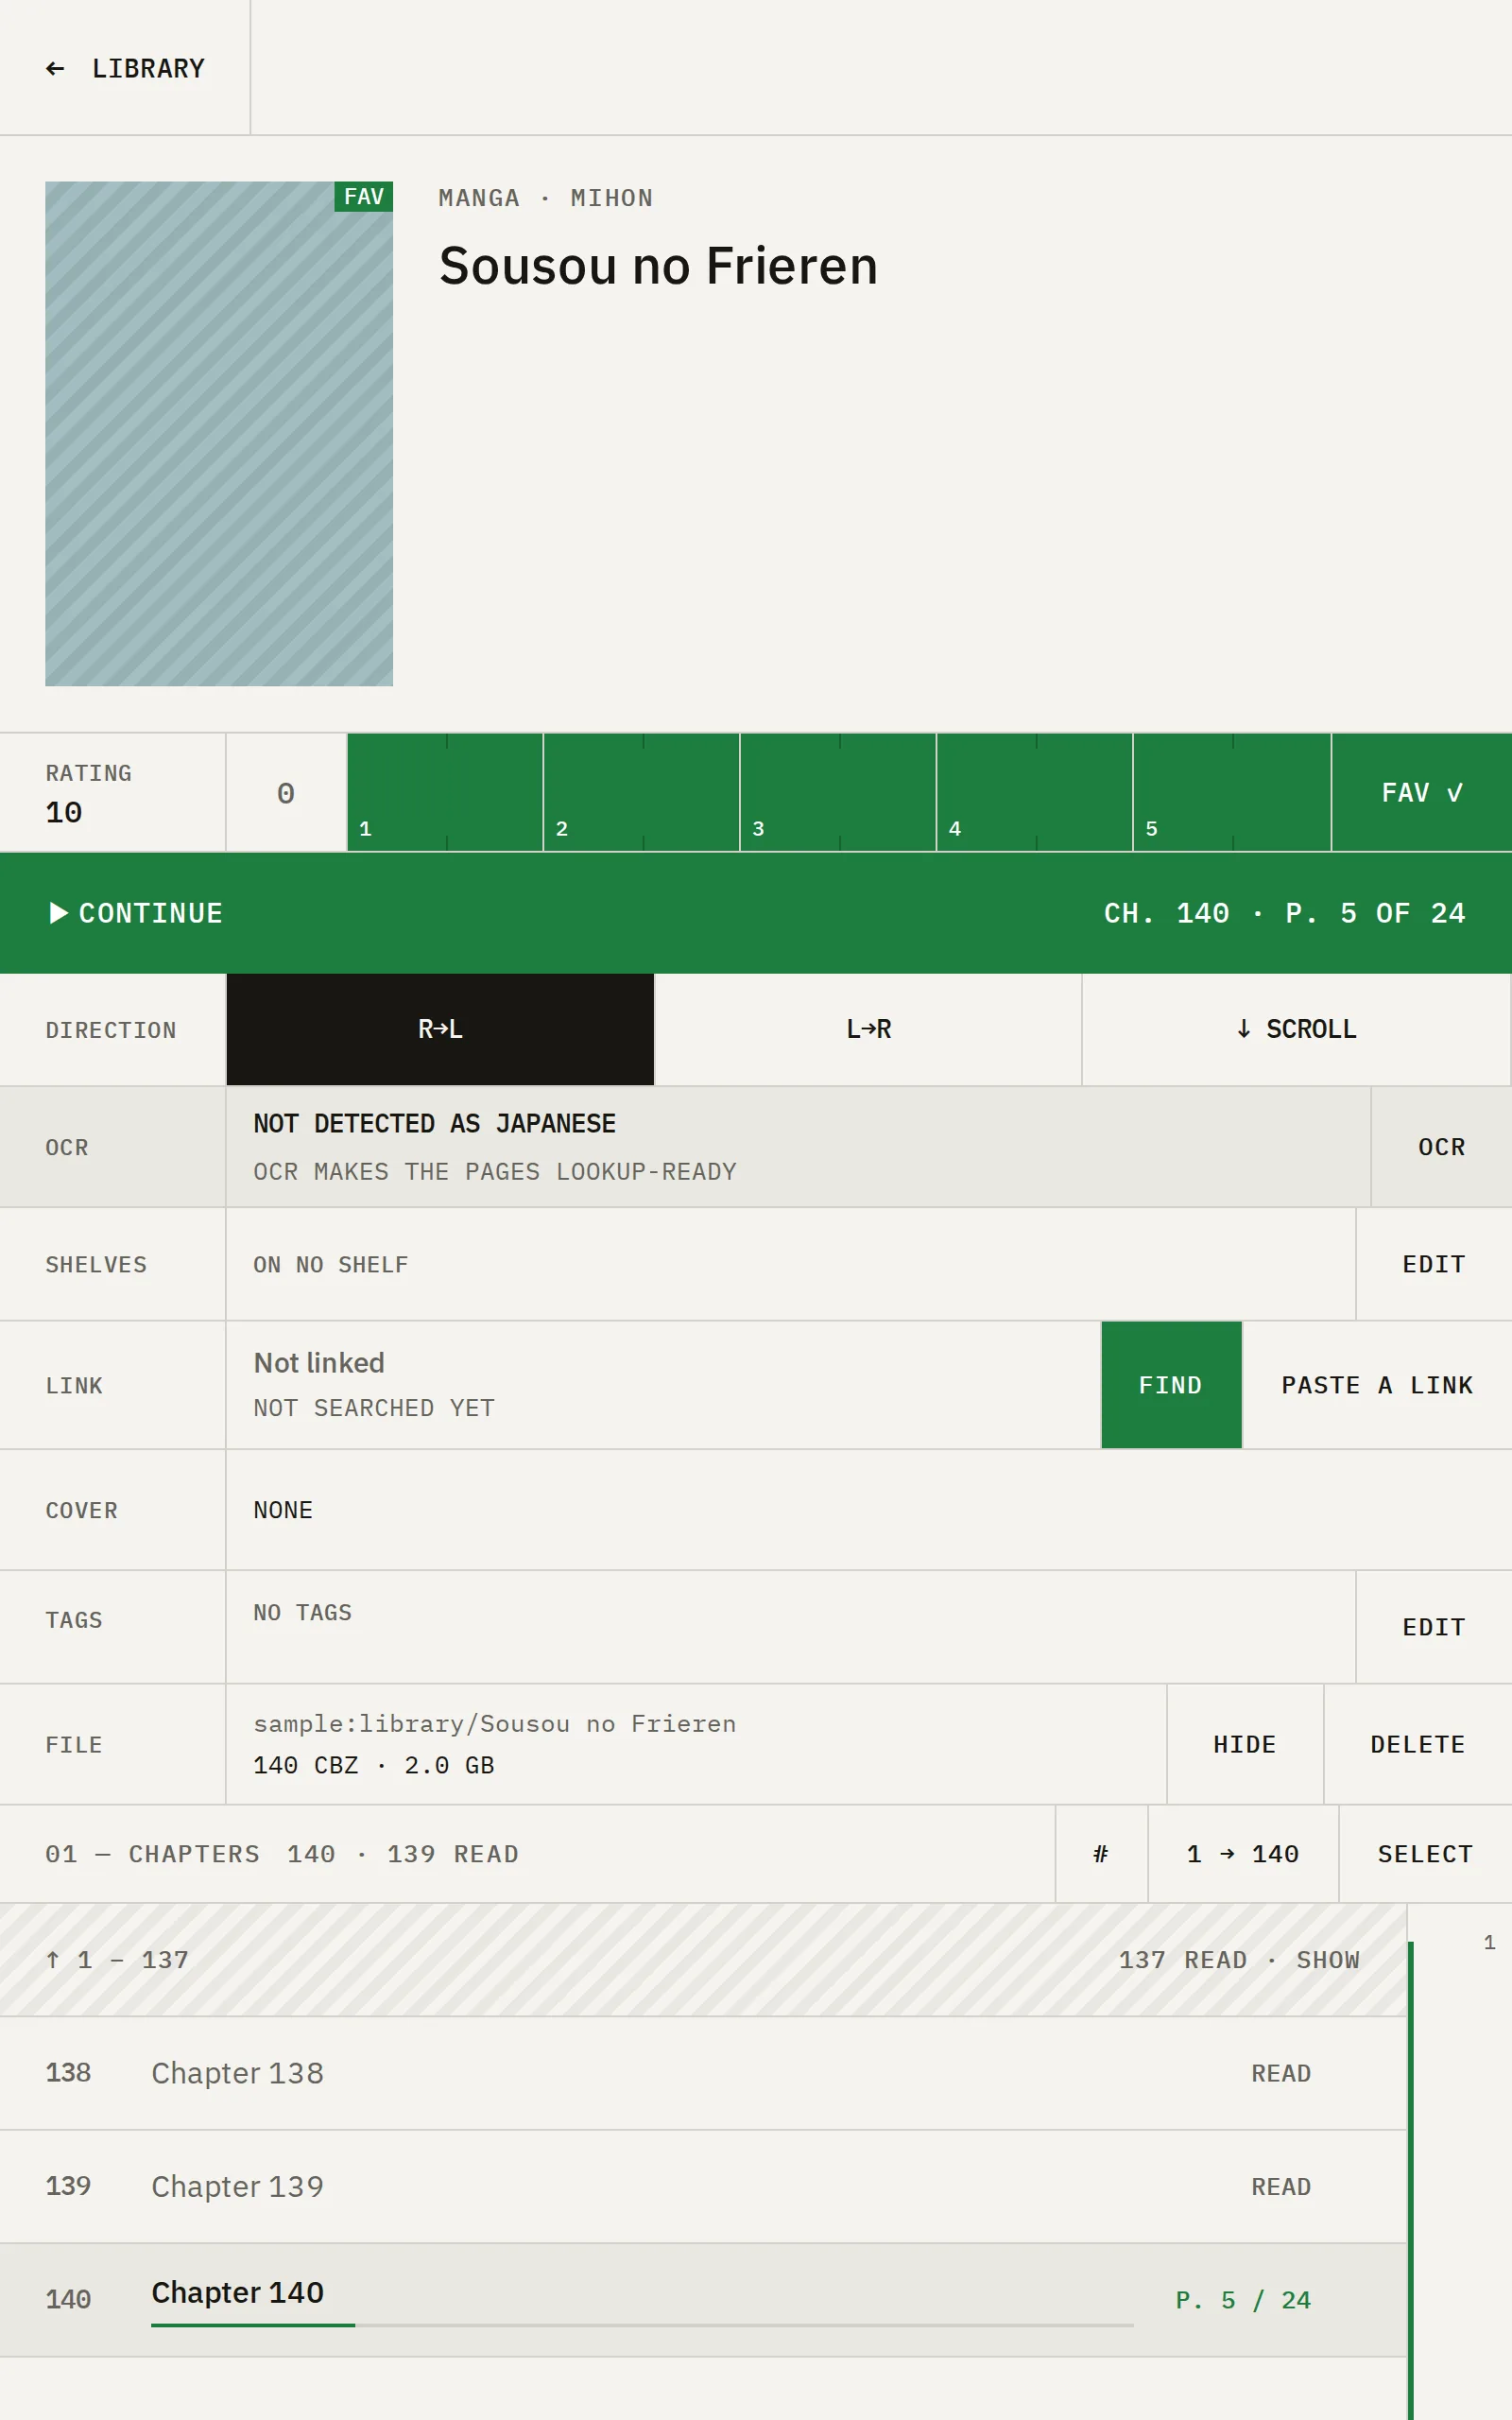 ← LIBRARY
FAV
MANGA · MIHON
Sousou no Frieren
RATING
10
0
1
2
3
4
5
FAV √
▶ CONTINUE
CH. 140 · P. 5 OF 24
DIRECTION
R→L
L→R
↓ SCROLL
OCR
NOT DETECTED AS JAPANESE
OCR MAKES THE PAGES LOOKUP-READY
OCR
SHELVES
ON NO SHELF
EDIT
LINK
Not linked
NOT SEARCHED YET
FIND
PASTE A LINK
COVER
NONE
TAGS
NO TAGS
EDIT
FILE
sample:library/Sousou no Frieren
140 CBZ · 2.0 GB
HIDE
DELETE
01 — CHAPTERS 140 · 139 READ
#
1 → 140
SELECT
↑ 1 – 137
137 READ · SHOW
1
138 Chapter 138 READ
139 Chapter 139 READ
140 Chapter 140 P. 5 / 24